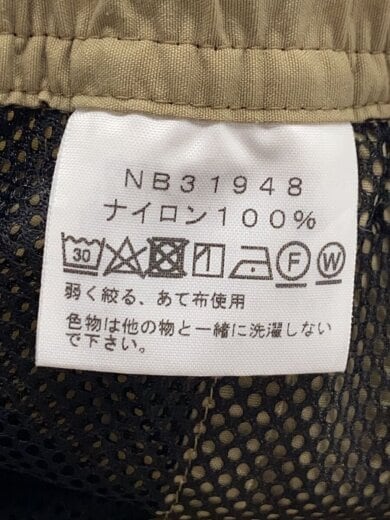 NB31948
ナイロン100%
30 F W
弱く絞る、あて布使用
色物は他の物と一緒に洗濯しない
で下さい。